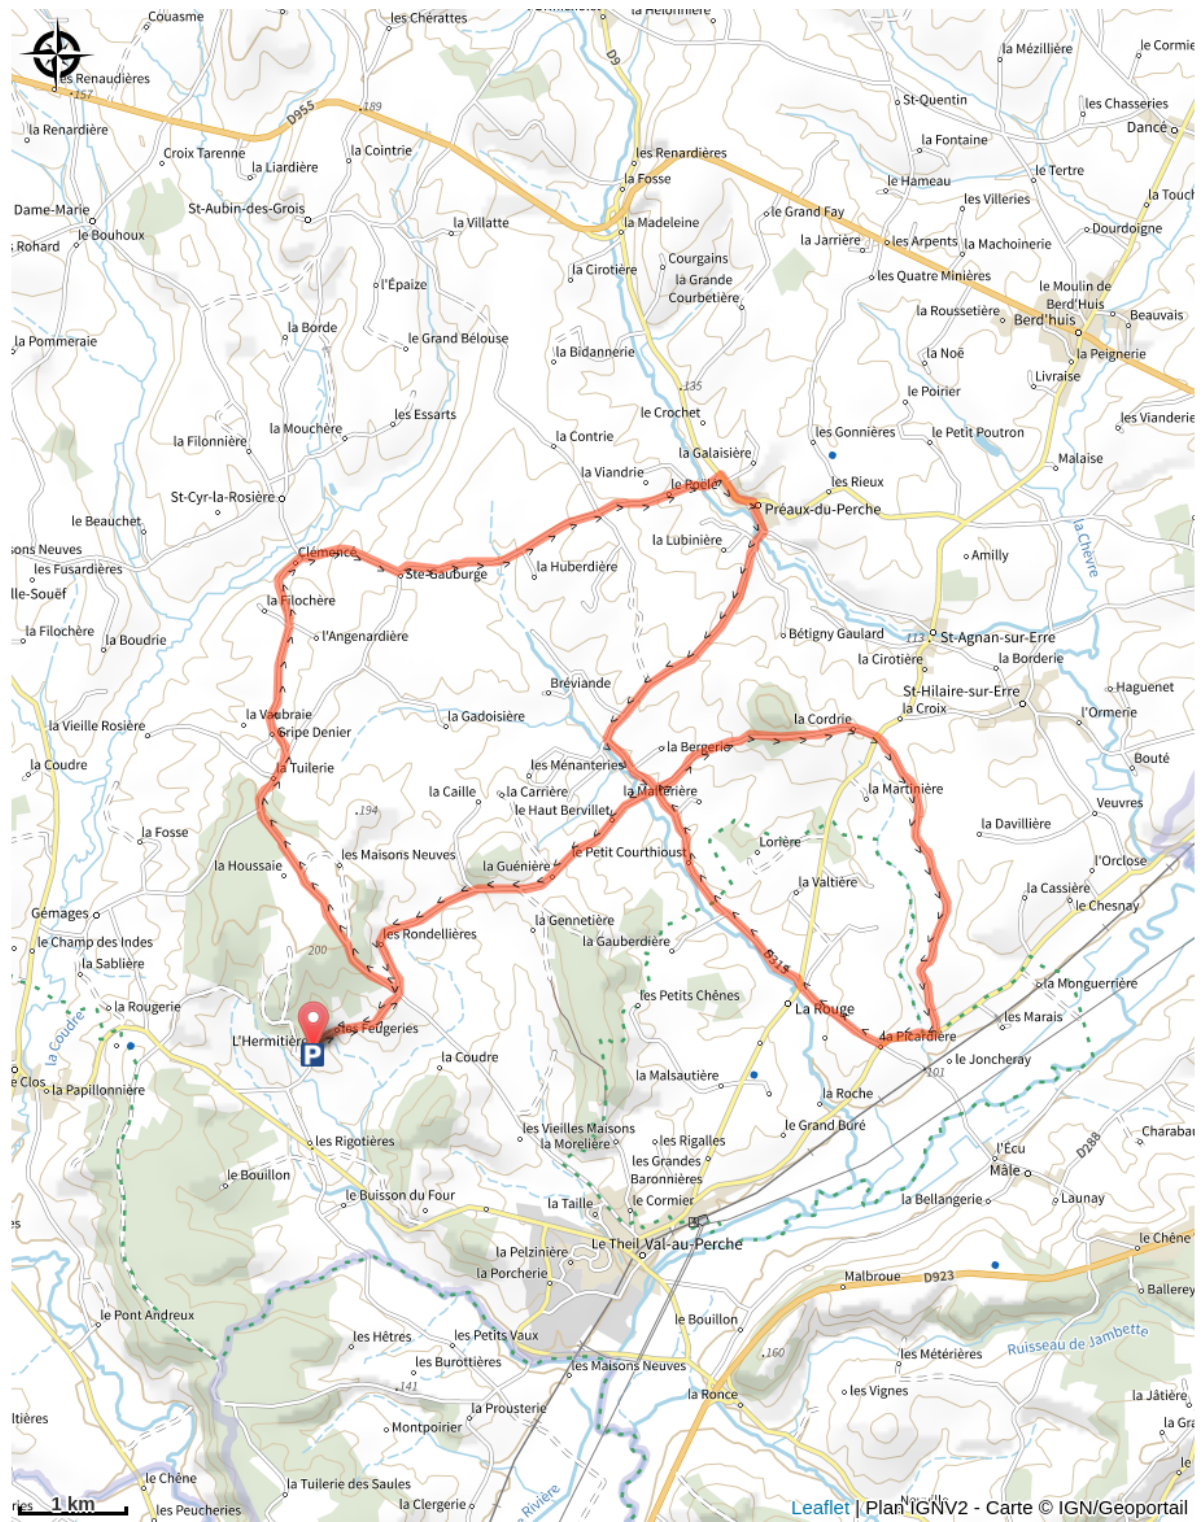 Couasme
les Chérattes
la Mézillière
D9
les Renaudières
157
D955
189
St-Quentin
les Chasseries
Dancé
la Renardière
Croix Tarenne
la Cointrie
la Liardière
les Renardières
la Fosse
la Fontaine
le Hameau
le Tertre
Dame-Marie
St-Aubin-des-Grois
la Villatte
la Madeleine
le Grand Fay
les Villeries
le Bouhoux
Rohard
la Jarrière
les Arpents
la Machoinerie
Dourdoigne
Courgains
la Cirotière
la Grande
Courbetière
les Quatre Minières
l'Épaize
le Moulin de
Berd'Huis
la Roussetière
Berd'huis
Beauvais
la Borde
le Grand Bélouse
la Pommeraie
la Bidannerie
la Noë
la Peignerie
Livraise
135
le Poirier
les Essarts
le Crochet
la Mouchère
la Filonnière
la Contrie
les Gonnières
le Petit Poutron
la Galaisière
Malaise
la Viandrie
le Poële
les Rieux
St-Cyr-la-Rosière
Préaux-du-Perche
le Beauchet
la Lubinière
la Chèvre
Clémencé
Amilly
les Fusardières
Ste-Gauburge
la Huberdière
la Filochère
la Filochère
la Boudrie
l'Angenardière
Bétigny Gaulard
113
St-Agnan-sur-Erre
la Cirotière
la Borderie
Bréviande
St-Hilaire-sur-Erre
Haguenet
la Vieille Rosière
la Vaubraie
Gripe Denier
la Gadoisière
la Cordrie
la Croix
l'Ormerie
la Coudre
la Tuilerie
la Bergerie
les Ménanteries
Bouté
la Caille
la Carrière
la Malterière
la Martinière
194
le Haut Bervillet
Veuvres
la Fosse
la Davillière
Lorière
la Houssaie
les Maisons Neuves
la Guénière
le Petit Courthioust
l'Orclose
la Valtière
la Cassière
le Chesnay
Gémages
la Gennetière
le Champ des Indes
200
les Rondellières
la Gauberdière
la Sablière
la Monguerrière
la Rougerie
les Petits Chênes
La Rouge
les Marais
la Coudre
L'Hermitière
les Feugeries
P
la Coudre
le Joncheray
101
le Clos
la Papillonnière
la Malsautière
la Roche
les Vieilles Maisons
la Morelière
les Rigalles
le Grand Buré
les Rigotières
l'Écu
D288
Mâle
les Grandes
Baronnières
le Bouillon
le Buisson du Four
la Taille
le Cormier
la Bellangerie
Launay
Le Theil
Val-au-Perche
la Pelzinière
la Porcherie
le Chêne
Malbroue
D923
le Pont Andreux
le Bouillon
les Hêtres
les Petits Vaux
Ruisseau de Jambette
les Burottières
les Maisons Neuves
160
les Métérières
141
la Ronce
les Vignes
la Jâtière
la Prousterie
Montpoirier
le Chêne
la Tuilerie des Saules
la Clergerie
les Peucheries
1 km
Leaflet | Plan IGNV2 - Carte © IGN/Geoportail